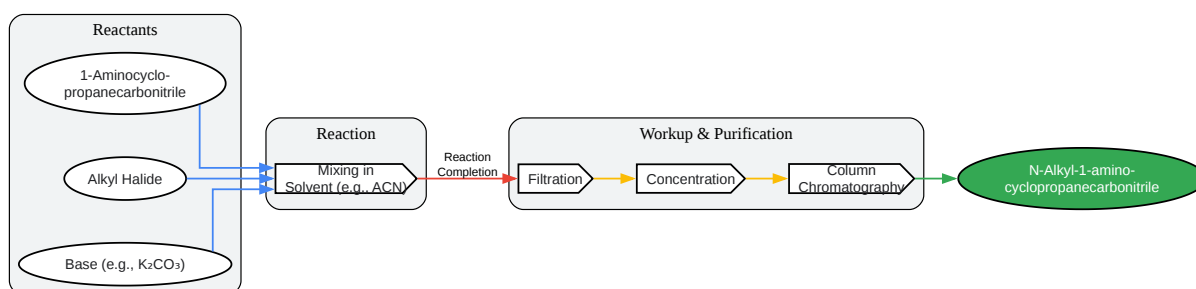 Reactants
1-Aminocyclo-
propanecarbonitrile
Alkyl Halide
Base (e.g., K₂CO₃)
Reaction
Mixing in
Solvent (e.g., ACN)
Reaction
Completion
Workup & Purification
Filtration
Concentration
Column
Chromatography
N-Alkyl-1-amino-
cyclopropanecarbonitrile